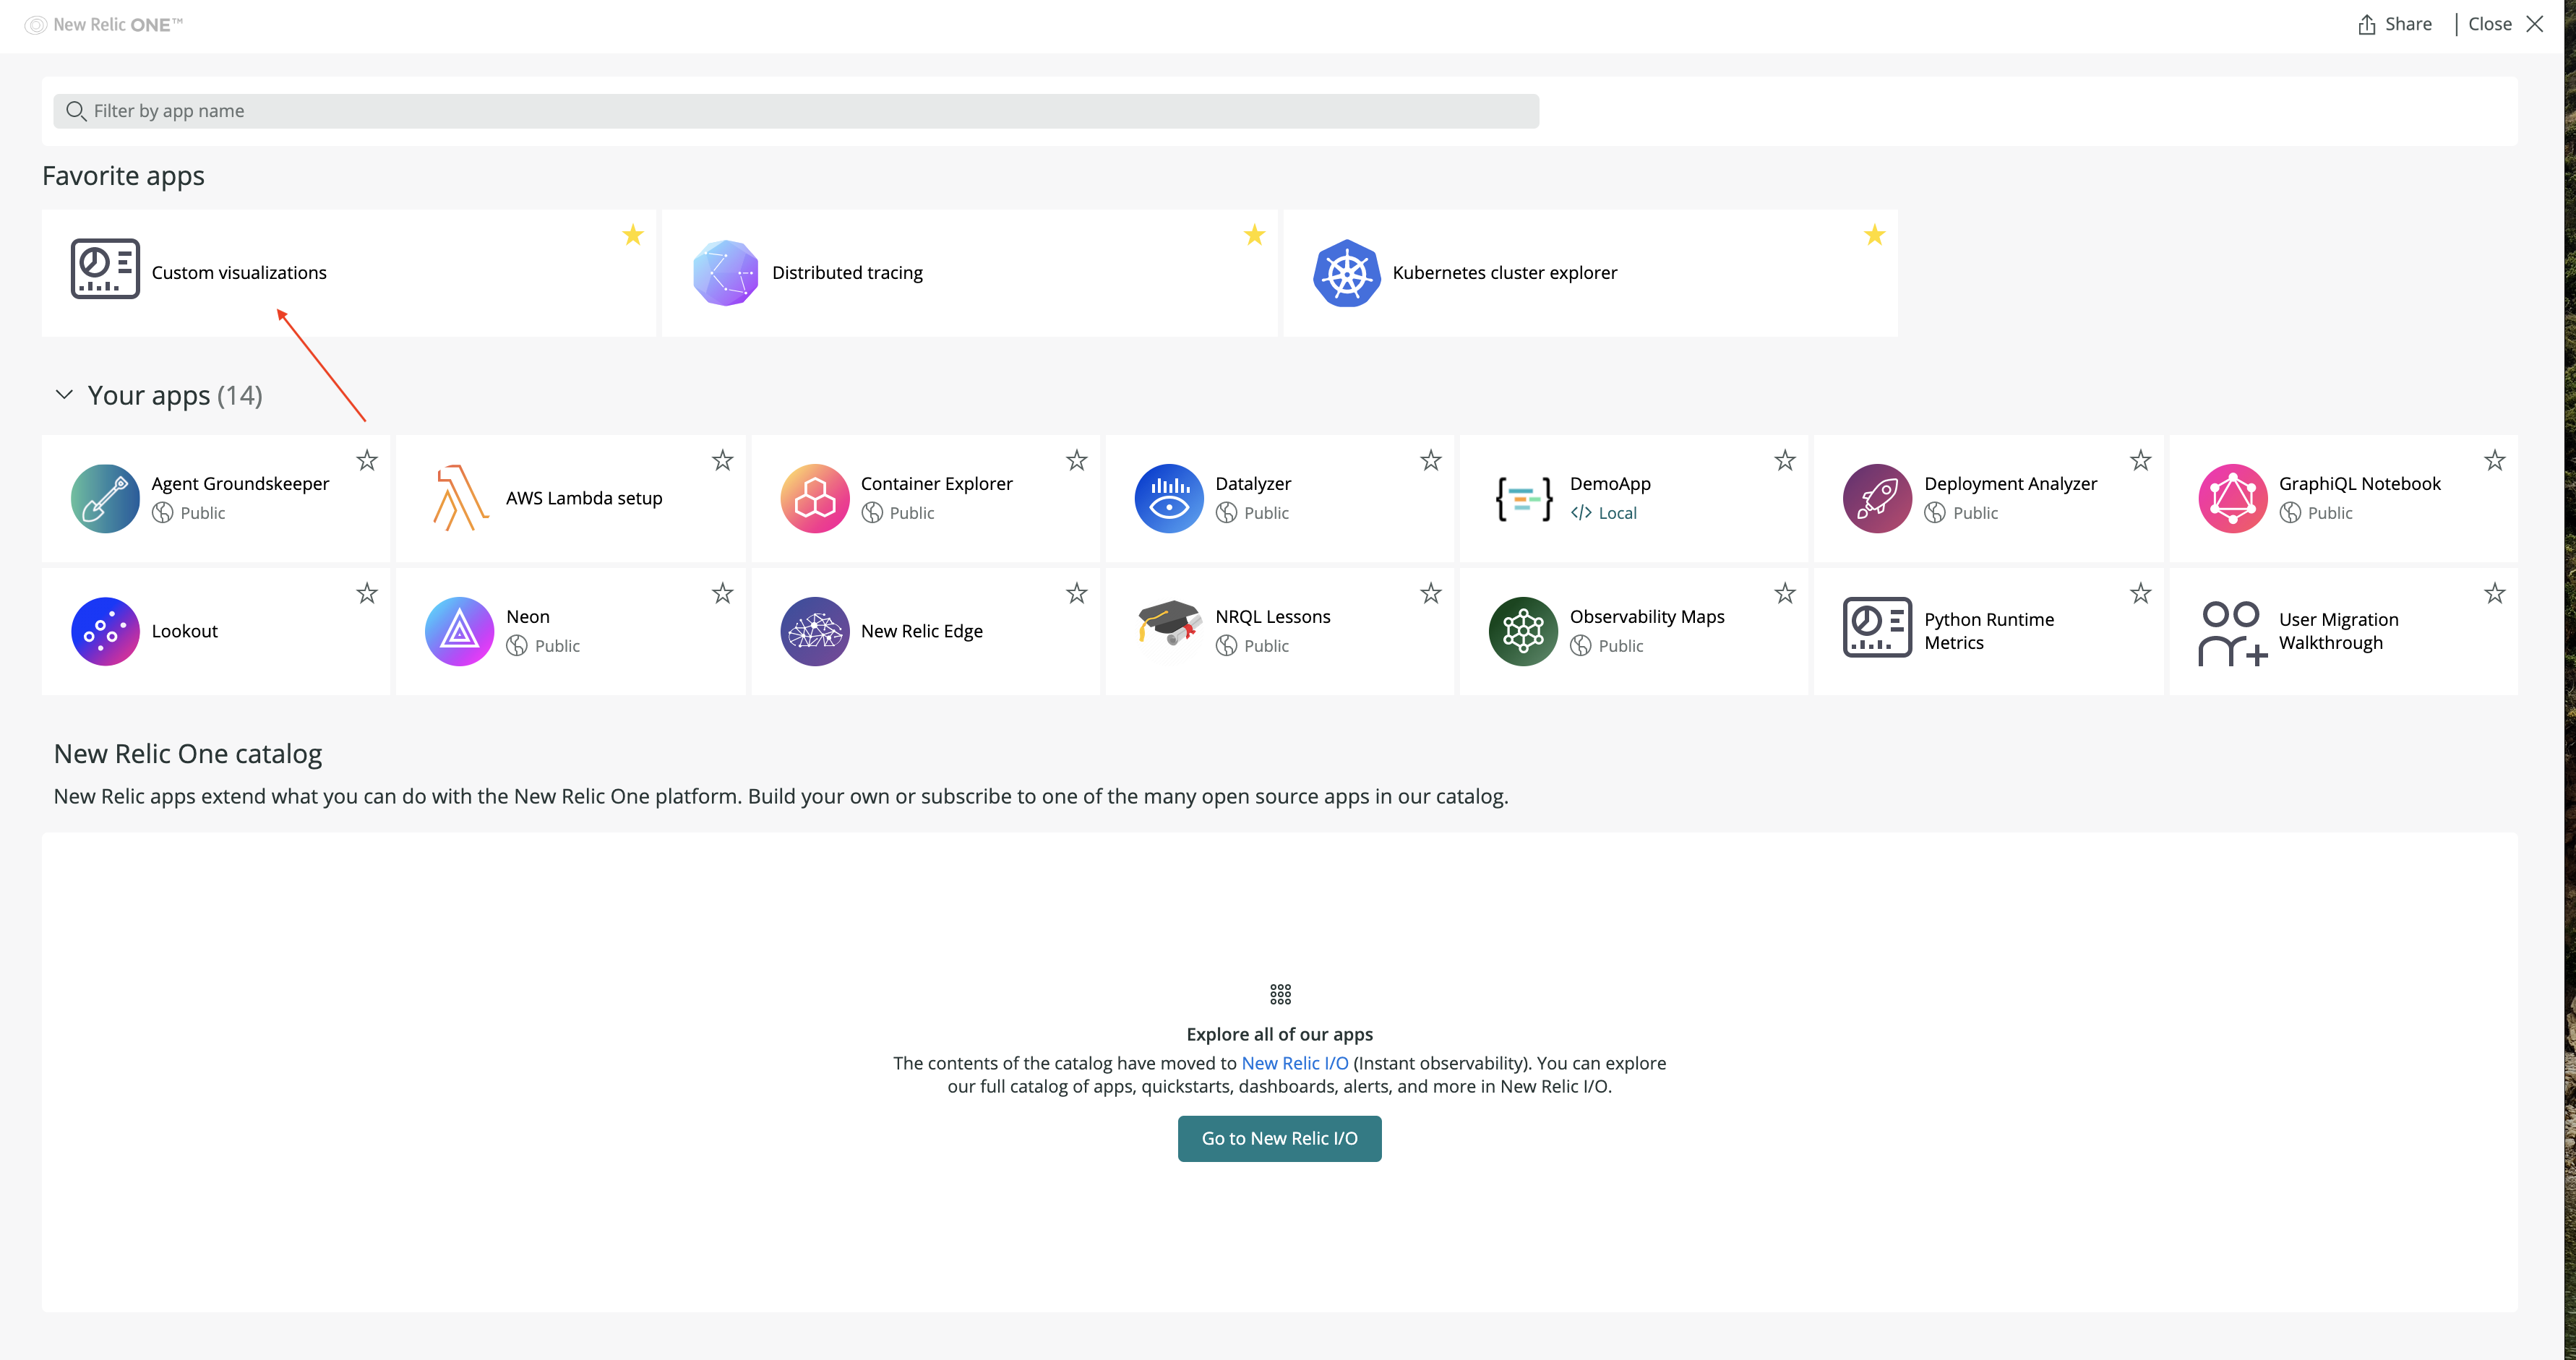 New Relic ONE™
Share
Close
Filter by app name
Favorite apps
Custom visualizations
Distributed tracing
Kubernetes cluster explorer
Your apps (14)
Agent Groundskeeper
Public
AWS Lambda setup
Container Explorer
Public
Datalyzer
Public
DemoApp
</> Local
Deployment Analyzer
Public
GraphiQL Notebook
Public
Lookout
Neon
Public
New Relic Edge
NRQL Lessons
Public
Observability Maps
Public
Python Runtime
Metrics
User Migration
Walkthrough
New Relic One catalog
New Relic apps extend what you can do with the New Relic One platform. Build your own or subscribe to one of the many open source apps in our catalog.
Explore all of our apps
The contents of the catalog have moved to New Relic I/O (Instant observability). You can explore
our full catalog of apps, quickstarts, dashboards, alerts, and more in New Relic I/O.
Go to New Relic I/O